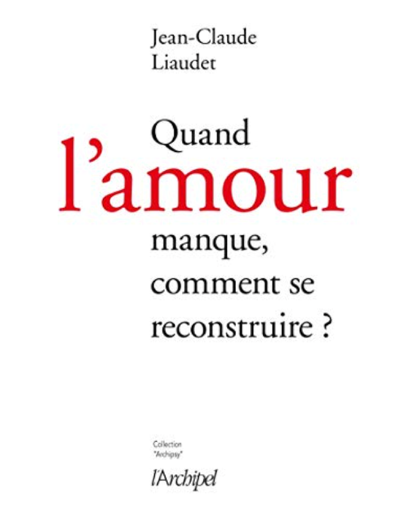 Jean-Claude
Liaudet
Quand
l’amour
manque,
comment se
reconstruire ?
Collection
"Archipsy"
l'Archipel